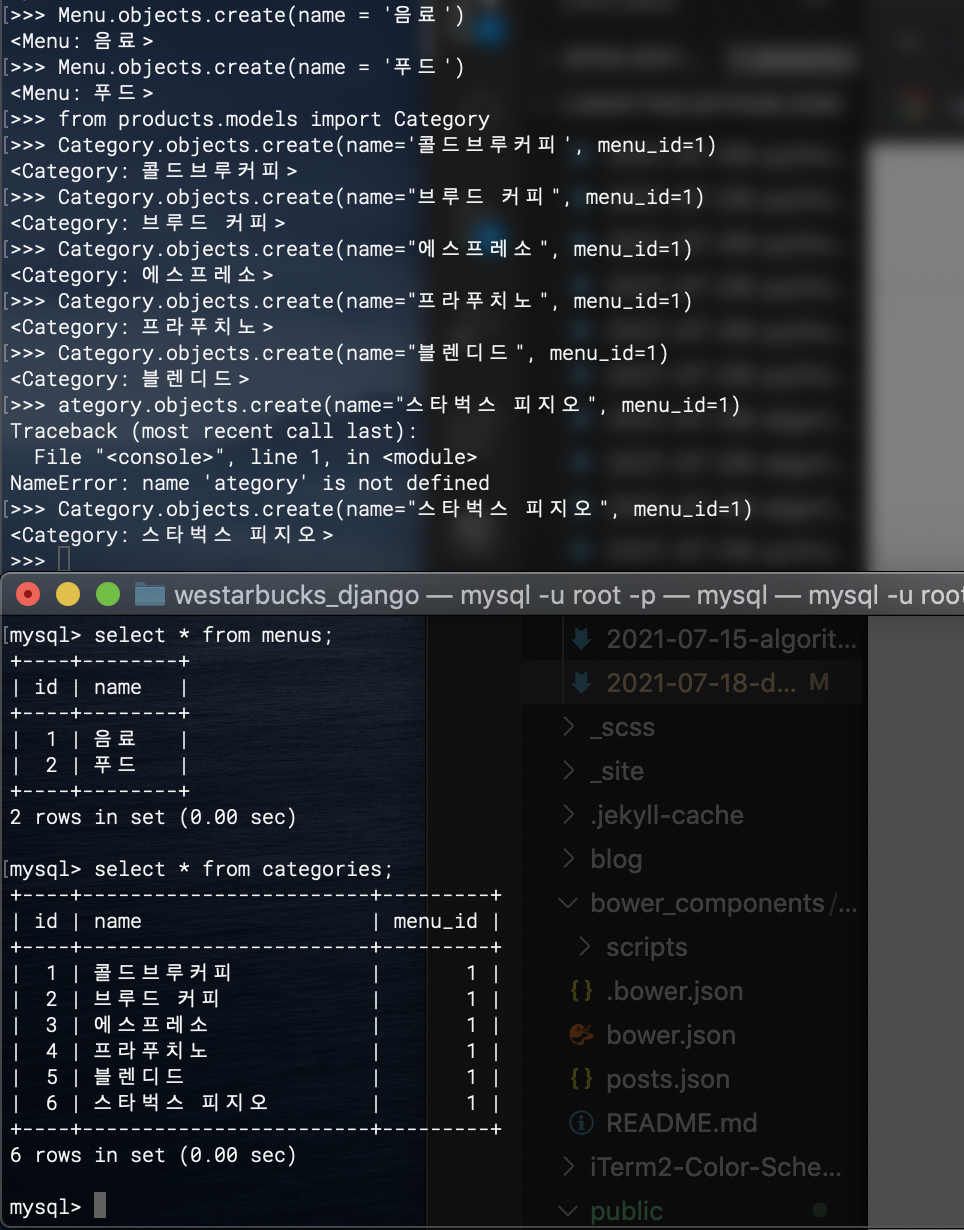 >>> Menu.objects.create(name = '음료')
<Menu: 음료>
>>> Menu.objects.create(name = '푸드')
<Menu: 푸드>
>>> from products.models import Category
>>> Category.objects.create(name='콜드브루커피', menu_id=1)
<Category: 콜드브루커피>
>>> Category.objects.create(name="브루드 커피", menu_id=1)
<Category: 브루드 커피>
>>> Category.objects.create(name="에스프레소", menu_id=1)
<Category: 에스프레소>
>>> Category.objects.create(name="프라푸치노", menu_id=1)
<Category: 프라푸치노>
>>> Category.objects.create(name="블렌디드", menu_id=1)
<Category: 블렌디드>
>>> ategory.objects.create(name="스타벅스 피지오", menu_id=1)
Traceback (most recent call last):
  File "<console>", line 1, in <module>
NameError: name 'ategory' is not defined
>>> Category.objects.create(name="스타벅스 피지오", menu_id=1)
<Category: 스타벅스 피지오>
>>>
westarbucks_django — mysql -u root -p — mysql — mysql -u root
mysql> select * from menus;
+----+--------+
| id | name   |
+----+--------+
|  1 | 음료   |
|  2 | 푸드   |
+----+--------+
2 rows in set (0.00 sec)
mysql> select * from categories;
+----+------------------------+---------+
| id | name                   | menu_id |
+----+------------------------+---------+
|  1 | 콜드브루커피            |       1 |
|  2 | 브루드 커피             |       1 |
|  3 | 에스프레소              |       1 |
|  4 | 프라푸치노              |       1 |
|  5 | 블렌디드                |       1 |
|  6 | 스타벅스 피지오          |       1 |
+----+------------------------+---------+
6 rows in set (0.00 sec)
mysql>
2021-07-15-algorit...
2021-07-18-d... M
_scss
_site
.jekyll-cache
blog
bower_components/...
scripts
{} .bower.json
bower.json
{} posts.json
README.md
iTerm2-Color-Sche...
public